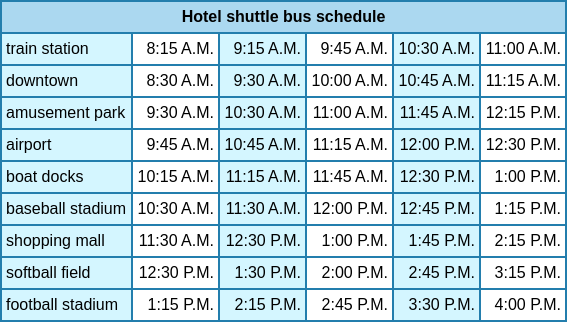 Hotel shuttle bus schedule
train station 8:15 A.M. 9:15 A.M. 9:45 A.M. 10:30 A.M. 11:00 A.M.
downtown 8:30 A.M. 9:30 A.M. 10:00 A.M. 10:45 A.M. 11:15 A.M.
amusement park 9:30 A.M. 10:30 A.M. 11:00 A.M. 11:45 A.M. 12:15 P.M.
airport 9:45 A.M. 10:45 A.M. 11:15 A.M. 12:00 P.M. 12:30 P.M.
boat docks 10:15 A.M. 11:15 A.M. 11:45 A.M. 12:30 P.M. 1:00 P.M.
baseball stadium 10:30 A.M. 11:30 A.M. 12:00 P.M. 12:45 P.M. 1:15 P.M.
shopping mall 11:30 A.M. 12:30 P.M. 1:00 P.M. 1:45 P.M. 2:15 P.M.
softball field 12:30 P.M. 1:30 P.M. 2:00 P.M. 2:45 P.M. 3:15 P.M.
football stadium 1:15 P.M. 2:15 P.M. 2:45 P.M. 3:30 P.M. 4:00 P.M.